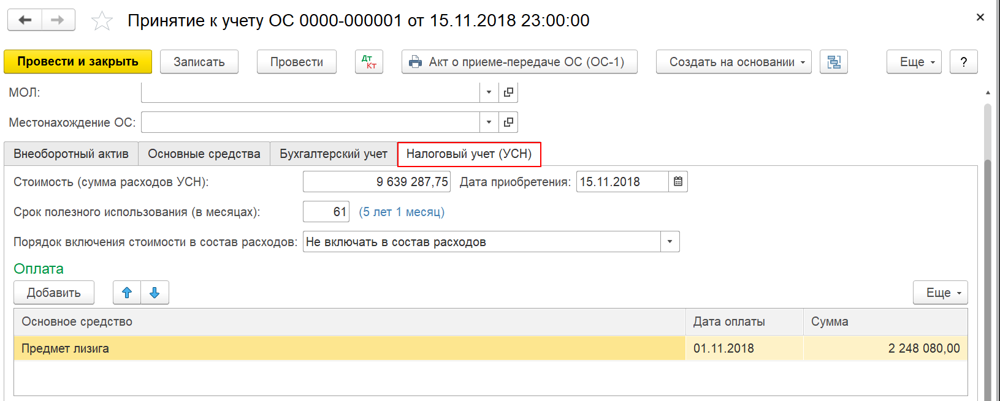 Принятие к учету ОС 0000-000001 от 15.11.2018 23:00:00
Провести и закрыть Записать Провести Дт Кт Акт о приеме-передаче ОС (ОС-1) Создать на основании Еще ?
МОЛ:
Местонахождение ОС:
Внеоборотный актив Основные средства Бухгалтерский учет Налоговый учет (УСН)
Стоимость (сумма расходов УСН): 9 639 287,75 Дата приобретения: 15.11.2018
Срок полезного использования (в месяцах): 61 (5 лет 1 месяц)
Порядок включения стоимости в состав расходов: Не включать в состав расходов
Оплата
Добавить Еще
Основное средство Дата оплаты Сумма
Предмет лизига 01.11.2018 2 248 080,00